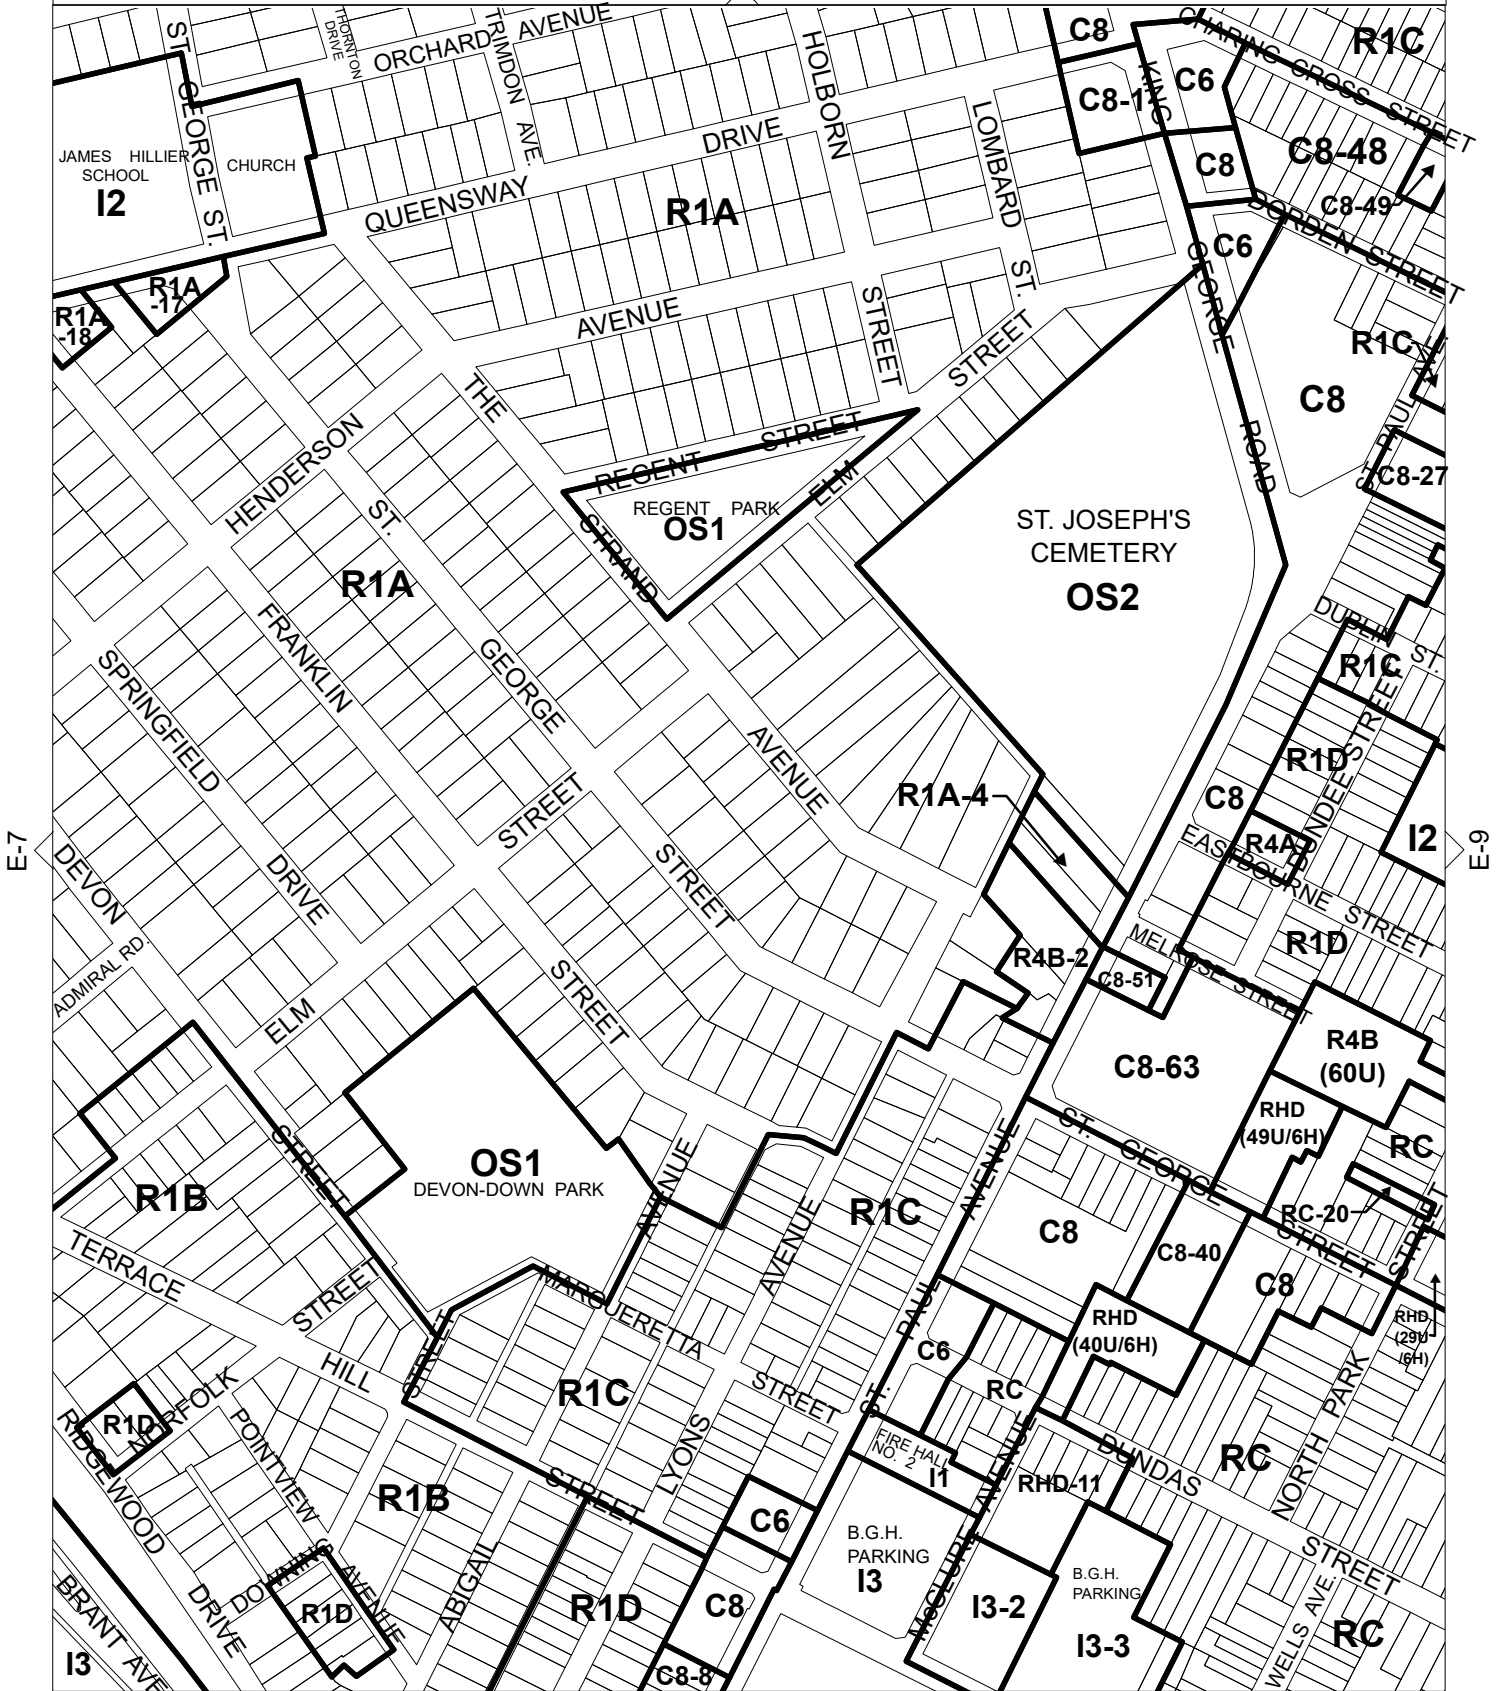 ST. GEORGE ST.
THORNTON DRIVE
ORCHARD AVENUE
TRIMDON AVE.
HOLBORN STREET
C8
CHARING CROSS STREET
R1C
C6
C8-1
KING GEORGE ROAD
JAMES HILLIER
SCHOOL
I2
CHURCH
DRIVE
QUEENSWAY
LOMBARD ST.
C8-48
C8
C8-49
R1A
DORDEN STREET
C6
R1A
-17
R1A
-18
AVENUE
STREET
R1C
C8
ST. PAUL AVE.
THE STRAND
REGENT STREET
C8-27
HENDERSON
ELM
REGENT PARK
OS1
ST. JOSEPH'S
CEMETERY
OS2
ST.
R1A
FRANKLIN
GEORGE
DUBLIN ST.
R1C
SPRINGFIELD
DRIVE
AVENUE
DUNDEE STREET
R1D
R1A-4
C8
STREET
E-7
I2
E-9
R4A
EASTBOURNE STREET
DEVON
STREET
R1D
ADMIRAL RD.
MELROSE STREET
R4B-2
C8-51
ELM
STREET
R4B
(60U)
C8-63
RHD
(49U/6H)
ST. GEORGE STREET
RC
OS1
DEVON-DOWN PARK
STREET
R1B
AVENUE
AVENUE
R1C
AVENUE
RC-20
STREET
C8
C8-40
C8
TERRACE
STREET
MARGUERETTA
STREET
PAUL
ST.
RHD
(40U/6H)
RHD
(29U
/6H)
C6
HILL
STREET
NORFOLK
R1C
RC
NORTH PARK
R1D
RIDGEWOOD
DRIVE
POINTVIEW
AVENUE
LYONS
FIRE HALL
NO. 2
I1
DUNDAS
STREET
RC
RHD-11
R1B
STREET
C6
B.G.H.
PARKING
I3
McCLURE AVENUE
DOWNING
R1D
ABIGAIL
R1D
C8
I3-2
B.G.H.
PARKING
I3-3
WELLS AVE.
RC
BRANT AVE
I3
C8-8